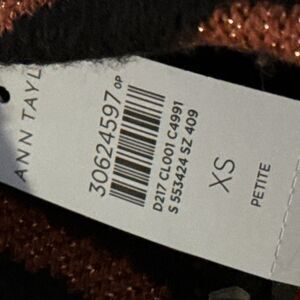 ANN TAYL
30624597 OP
D217 CL001 C4991
S 553424 SZ 409
XS
PETITE